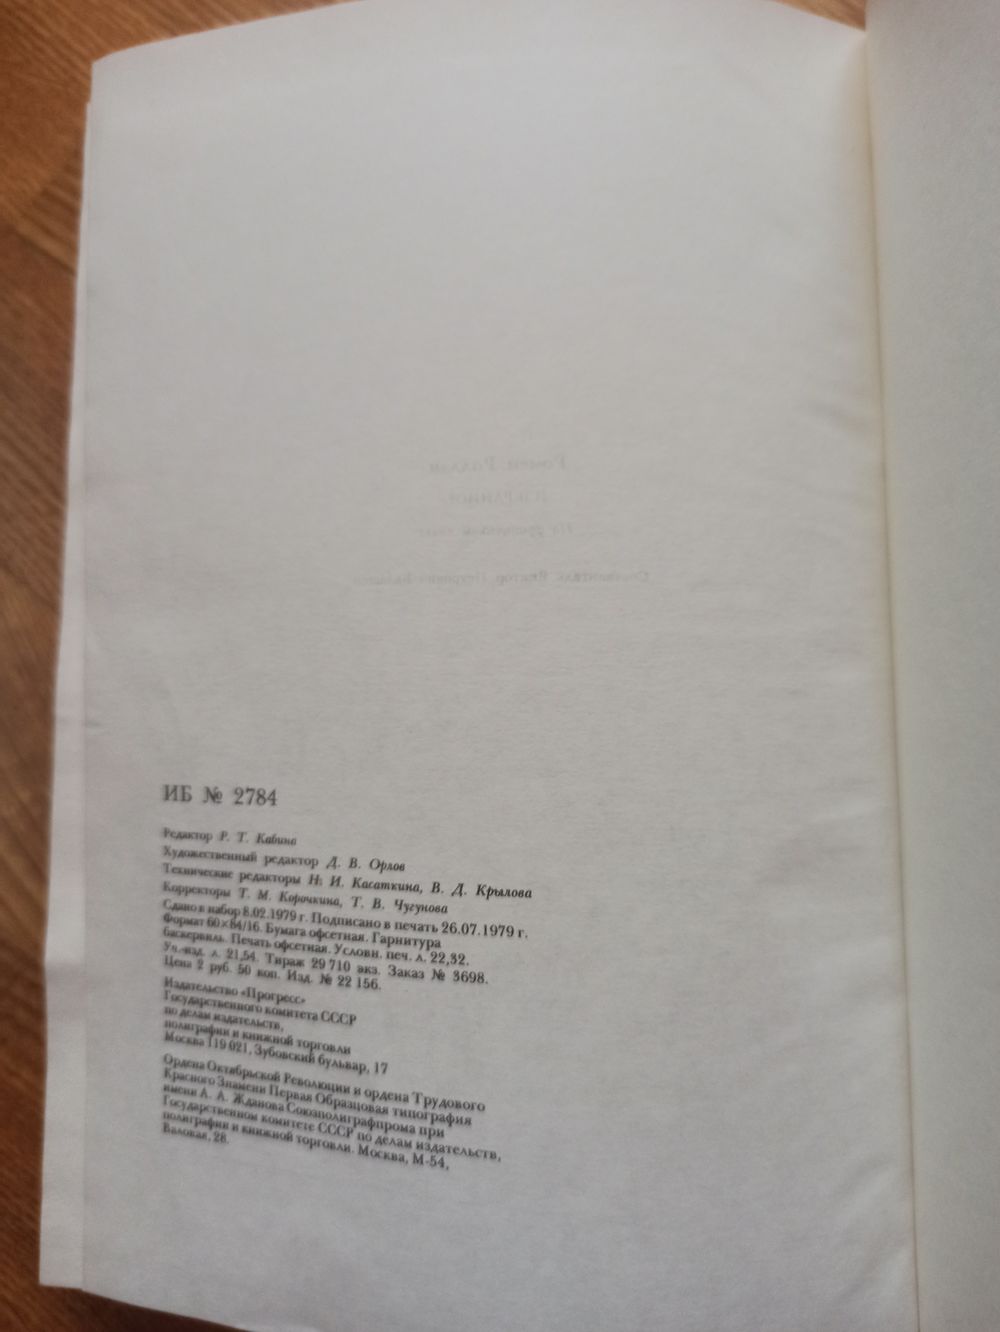 ИБ № 2784
Редактор Р. Т. Кабина
Художественный редактор Д. В. Орлов
Технические редакторы Н. И. Касаткина, В. Д. Крылова
Корректоры Т. М. Корочкина, Т. В. Чугунова
Сдано в набор 8.02.1979 г. Подписано в печать 26.07.1979 г.
Формат 60×84/16. Бумага офсетная. Гарнитура
баскервиль. Печать офсетная. Условн. печ. л. 22,32.
Уч.-изд. л. 21,54. Тираж 29 710 экз. Заказ № 3698.
Цена 2 руб. 50 коп. Изд. № 22 156.
Издательство «Прогресс»
Государственного комитета СССР
по делам издательств,
полиграфии и книжной торговли
Москва 119 021, Зубовский бульвар, 17
Ордена Октябрьской Революции и ордена Трудового
Красного Знамени Первая Образцовая типография
имени А. А. Жданова Союзполиграфпрома при
Государственном комитете СССР по делам издательств,
полиграфии и книжной торговли. Москва, М-54,
Валовая, 28.